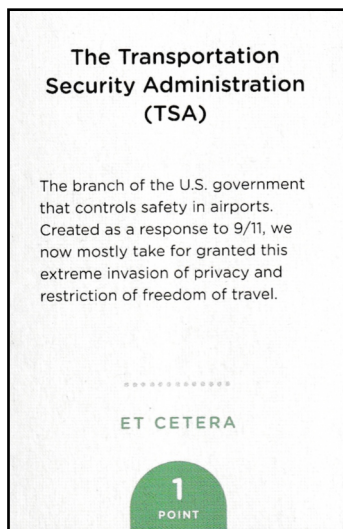 The Transportation
Security Administration
(TSA)
The branch of the U.S. government
that controls safety in airports.
Created as a response to 9/11, we
now mostly take for granted this
extreme invasion of privacy and
restriction of freedom of travel.
ET CETERA
1
POINT